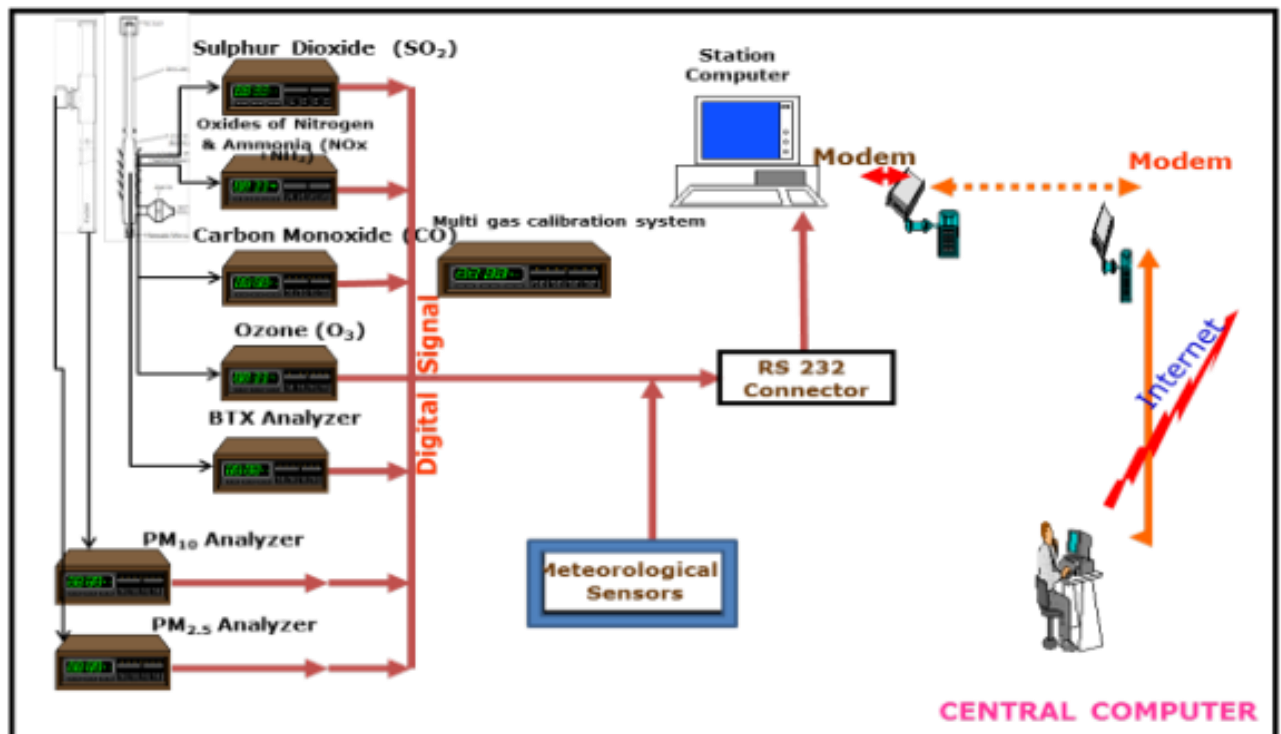 Sulphur Dioxide (SO₂)
Oxides of Nitrogen
& Ammonia (NOx
Carbon Monoxide (CO)
Ozone (O₃)
BTX Analyzer
PM₁₀ Analyzer
PM₂.₅ Analyzer
Digital Signal
Multi gas calibration system
Station
Computer
RS 232
Connector
Meteorological
Sensors
Modem
Modem
Internet
CENTRAL COMPUTER